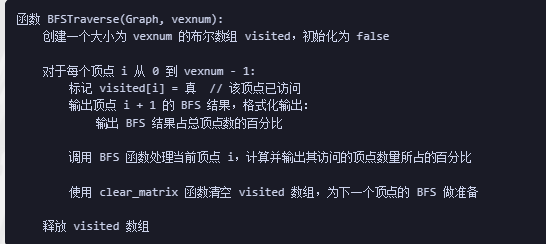 函数 BFSTraverse(Graph, vexnum):
创建一个大小为 vexnum 的布尔数组 visited，初始化为 false
对于每个顶点 i 从 0 到 vexnum - 1:
标记 visited[i] = 真  // 该顶点已访问
输出顶点 i + 1 的 BFS 结果，格式化输出:
输出 BFS 结果占总顶点数的百分比
调用 BFS 函数处理当前顶点 i，计算并输出其访问的顶点数量所占的百分比
使用 clear_matrix 函数清空 visited 数组，为下一个顶点的 BFS 做准备
释放 visited 数组